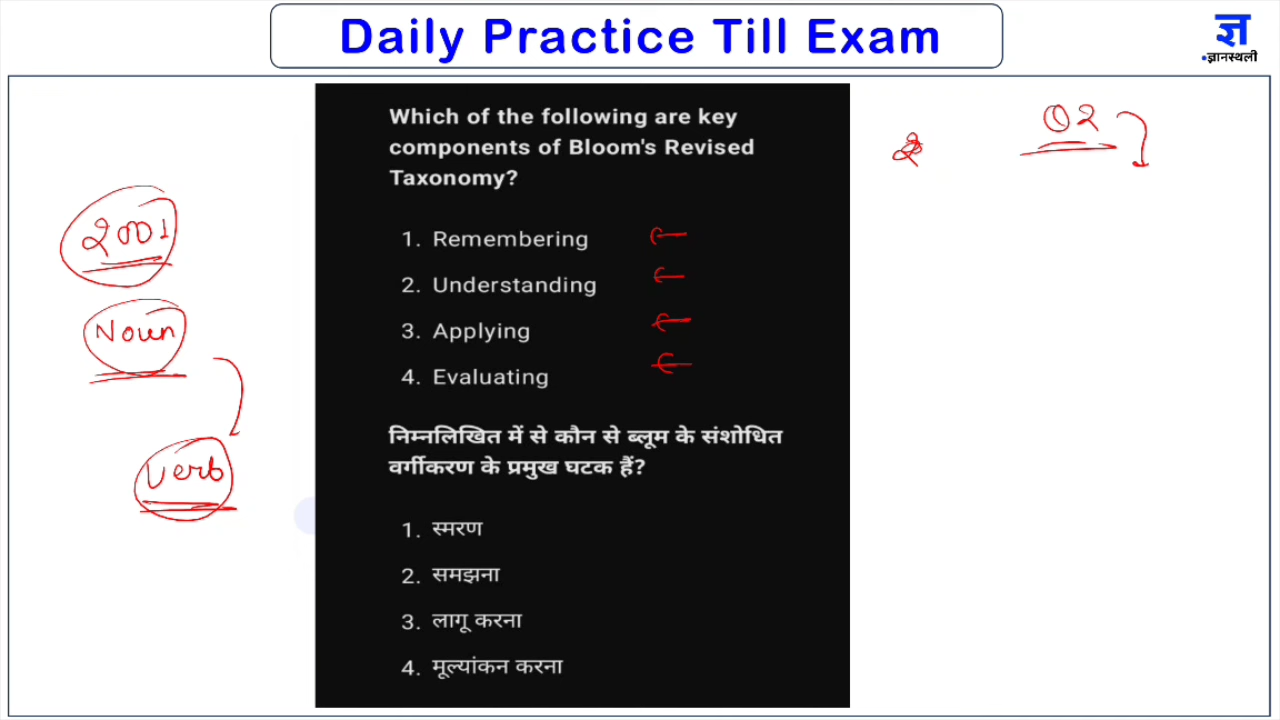 Daily Practice Till Exam
ज्ञ
ज्ञानस्थली
Which of the following are key
components of Bloom's Revised
Taxonomy?
1. Remembering
2. Understanding
3. Applying
4. Evaluating
निम्नलिखित में से कौन से ब्लूम के संशोधित
वर्गीकरण के प्रमुख घटक हैं?
1. स्मरण
2. समझना
3. लागू करना
4. मूल्यांकन करना
2001
Noun
Verb
02